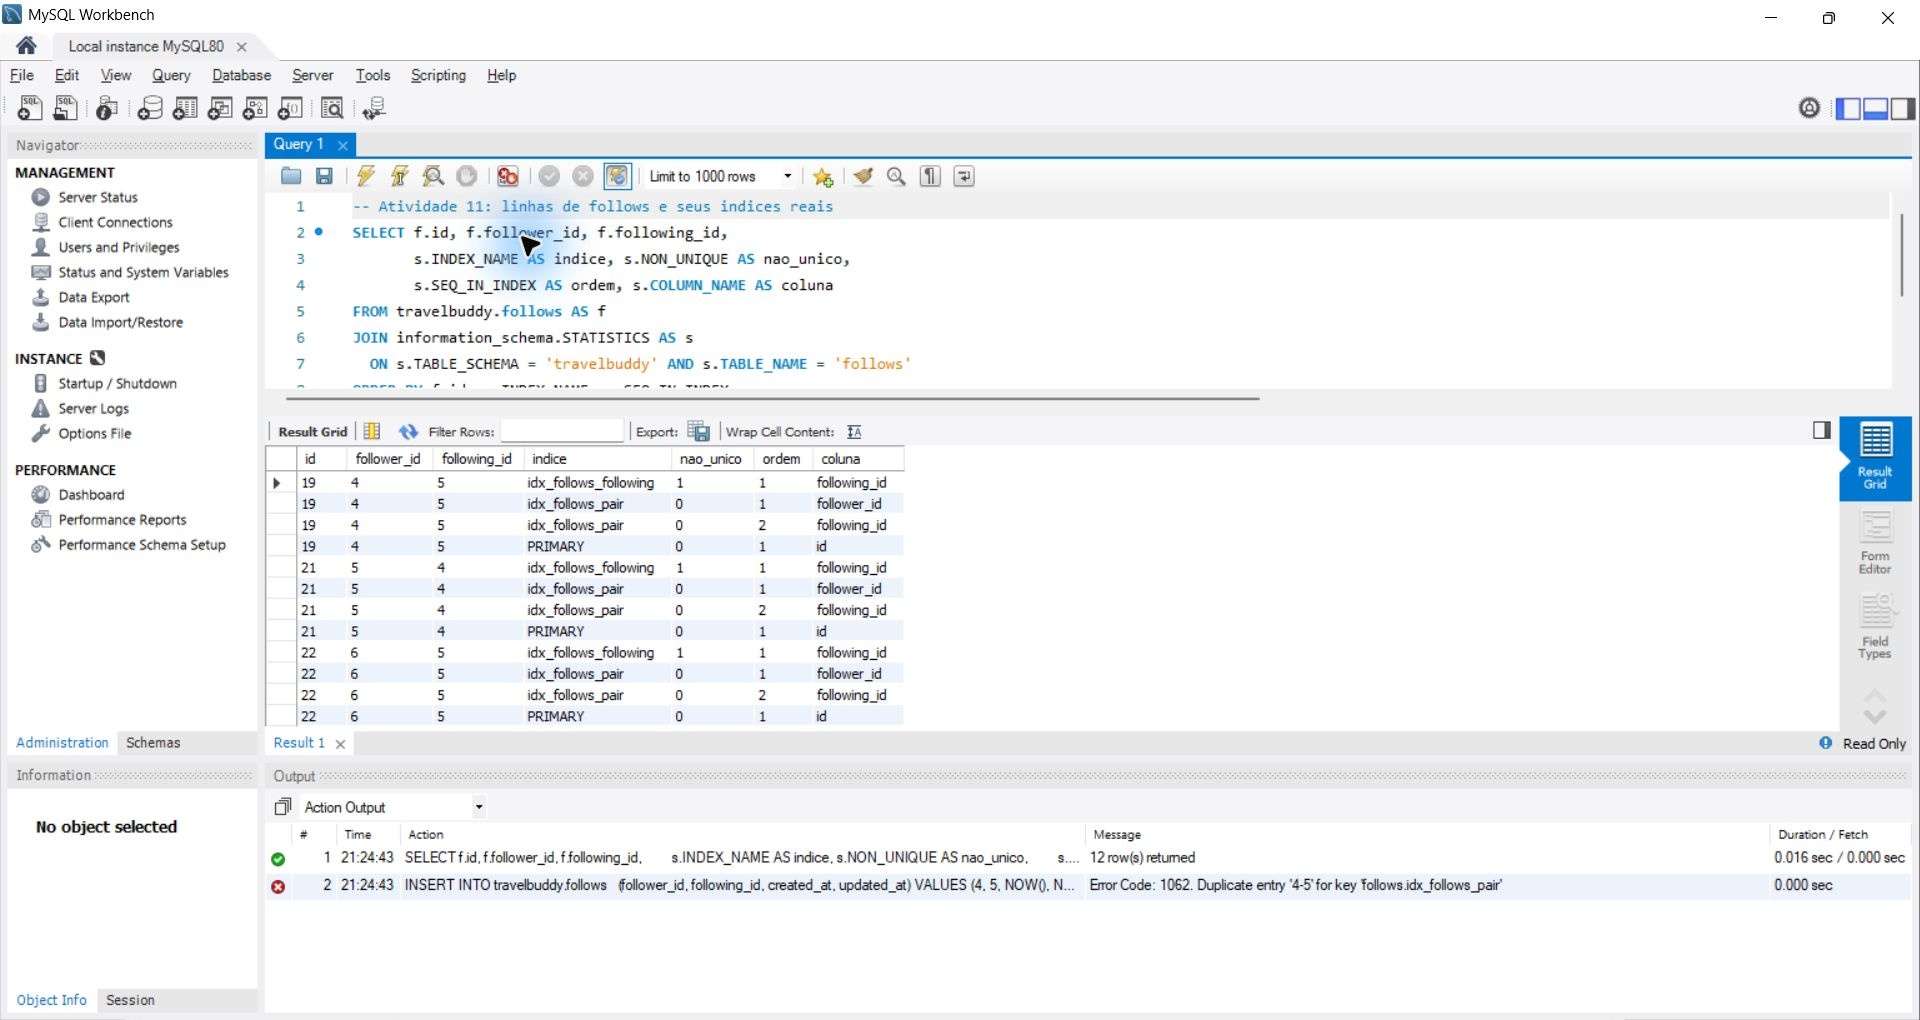 MySQL Workbench
Local instance MySQL80
File Edit View Query Database Server Tools Scripting Help
Navigator
MANAGEMENT
Server Status
Client Connections
Users and Privileges
Status and System Variables
Data Export
Data Import/Restore
INSTANCE
Startup / Shutdown
Server Logs
Options File
PERFORMANCE
Dashboard
Performance Reports
Performance Schema Setup
Administration Schemas
Information
No object selected
Object Info Session
Query 1
Limit to 1000 rows
1 -- Atividade 11: linhas de follows e seus indices reais
2 SELECT f.id, f.follower_id, f.following_id,
3 s.INDEX_NAME AS indice, s.NON_UNIQUE AS nao_unico,
4 s.SEQ_IN_INDEX AS ordem, s.COLUMN_NAME AS coluna
5 FROM travelbuddy.follows AS f
6 JOIN information_schema.STATISTICS AS s
7 ON s.TABLE_SCHEMA = 'travelbuddy' AND s.TABLE_NAME = 'follows'
Result Grid Filter Rows: Export: Wrap Cell Content:
id follower_id following_id indice nao_unico ordem coluna
19 4 5 idx_follows_following 1 1 following_id
19 4 5 idx_follows_pair 0 1 follower_id
19 4 5 idx_follows_pair 0 2 following_id
19 4 5 PRIMARY 0 1 id
21 5 4 idx_follows_following 1 1 following_id
21 5 4 idx_follows_pair 0 1 follower_id
21 5 4 idx_follows_pair 0 2 following_id
21 5 4 PRIMARY 0 1 id
22 6 5 idx_follows_following 1 1 following_id
22 6 5 idx_follows_pair 0 1 follower_id
22 6 5 idx_follows_pair 0 2 following_id
22 6 5 PRIMARY 0 1 id
Result
Grid
Form
Editor
Field
Types
Result 1
Read Only
Output
Action Output
# Time Action Message Duration / Fetch
1 21:24:43 SELECT f.id, f.follower_id, f.following_id, s.INDEX_NAME AS indice, s.NON_UNIQUE AS nao_unico, s.... 12 row(s) returned 0.016 sec / 0.000 sec
2 21:24:43 INSERT INTO travelbuddy.follows (follower_id, following_id, created_at, updated_at) VALUES (4, 5, NOW(), N... Error Code: 1062. Duplicate entry '4-5' for key 'follows.idx_follows_pair' 0.000 sec